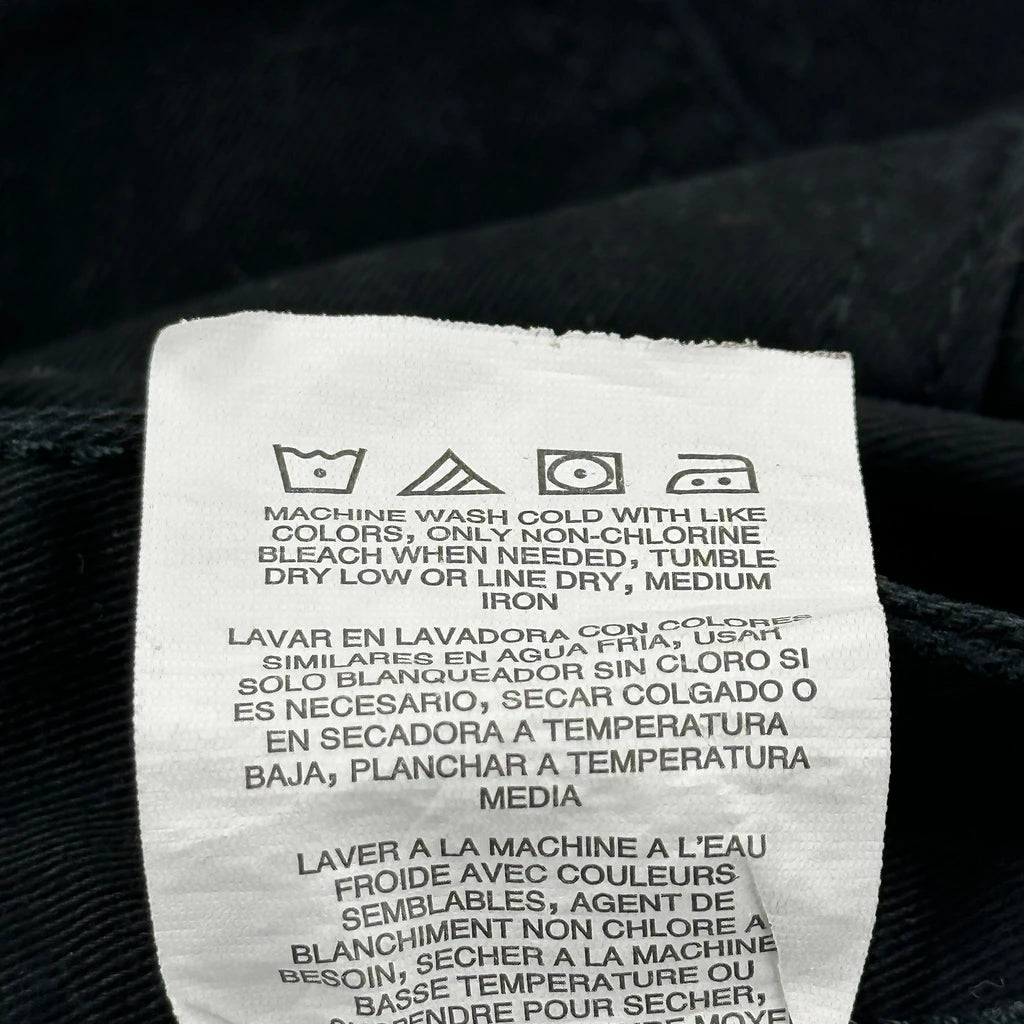 MACHINE WASH COLD WITH LIKE
COLORS, ONLY NON-CHLORINE
BLEACH WHEN NEEDED, TUMBLE
DRY LOW OR LINE DRY, MEDIUM
IRON
LAVAR EN LAVADORA CON COLORES
SIMILARES EN AGUA FRIA, USAR
SOLO BLANQUEADOR SIN CLORO SI
ES NECESARIO, SECAR COLGADO O
EN SECADORA A TEMPERATURA
BAJA, PLANCHAR A TEMPERATURA
MEDIA
LAVER A LA MACHINE A L'EAU
FROIDE AVEC COULEURS
SEMBLABLES, AGENT DE
BLANCHIMENT NON CHLORE A
BESOIN, SECHER A LA MACHINE
BASSE TEMPERATURE OU
POUR SECHER,